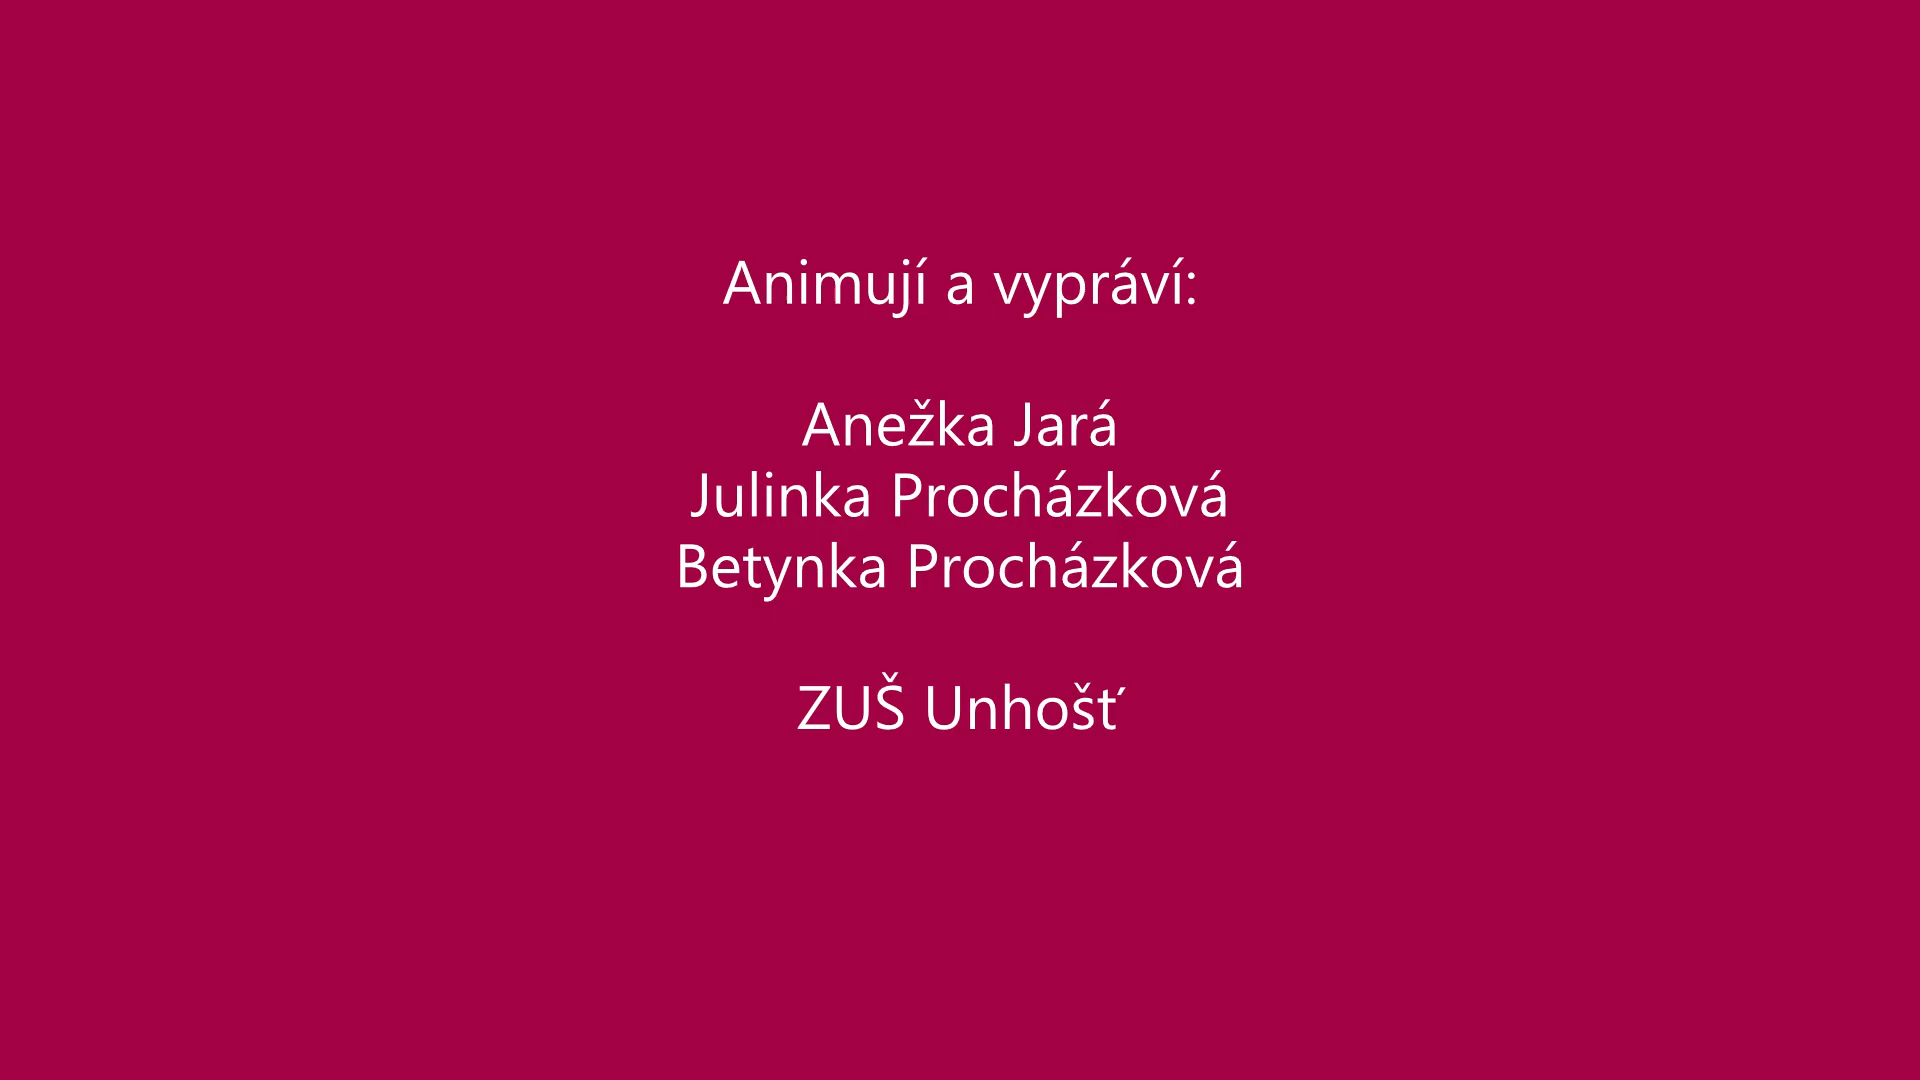 Animují a vypráví:
Anežka Jará
Julinka Procházková
Betynka Procházková
ZUŠ Unhošť